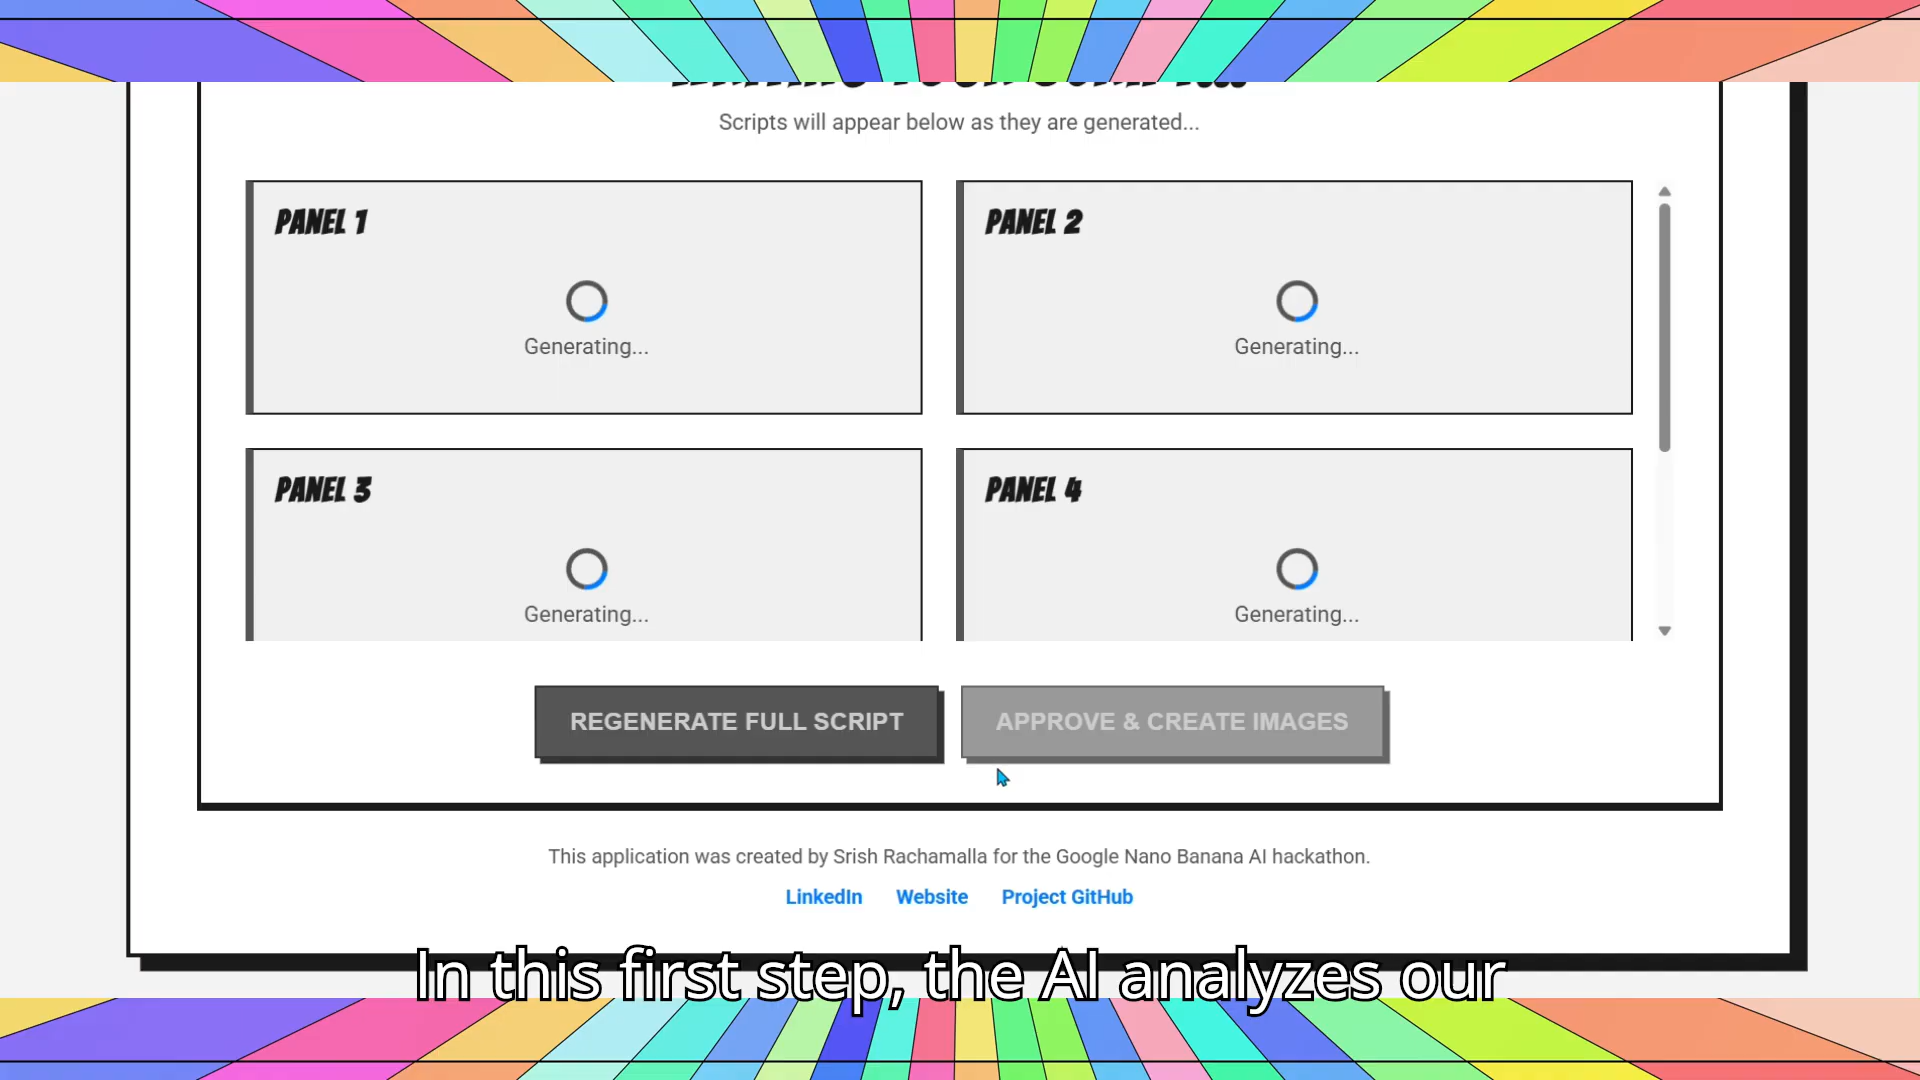 Scripts will appear below as they are generated...
PANEL 1
Generating...
PANEL 2
Generating...
PANEL 3
Generating...
PANEL 4
Generating...
REGENERATE FULL SCRIPT
APPROVE & CREATE IMAGES
This application was created by Srish Rachamalla for the Google Nano Banana AI hackathon.
LinkedIn Website Project GitHub
In this first step, the AI analyzes our